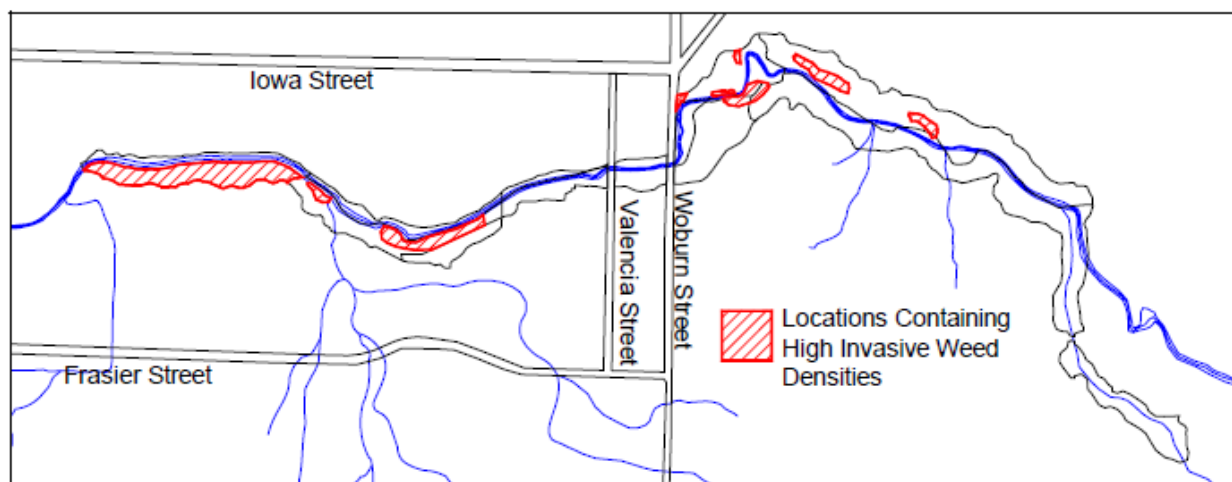 Iowa Street
Valencia Street
Woburn Street
Locations Containing
High Invasive Weed
Densities
Frasier Street